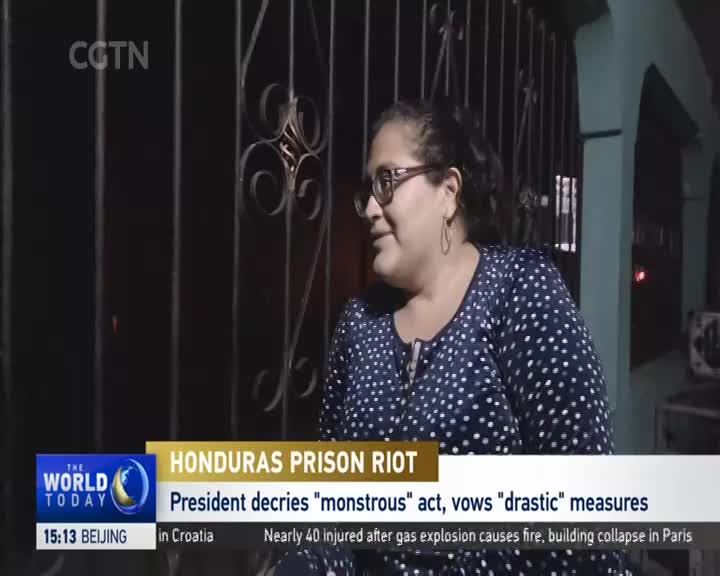 CGTN
HONDURAS PRISON RIOT
THE
WORLD
TODAY
President decries "monstrous" act, vows "drastic" measures
15:13 BEIJING
in Croatia Nearly 40 injured after gas explosion causes fire, building collapse in Paris